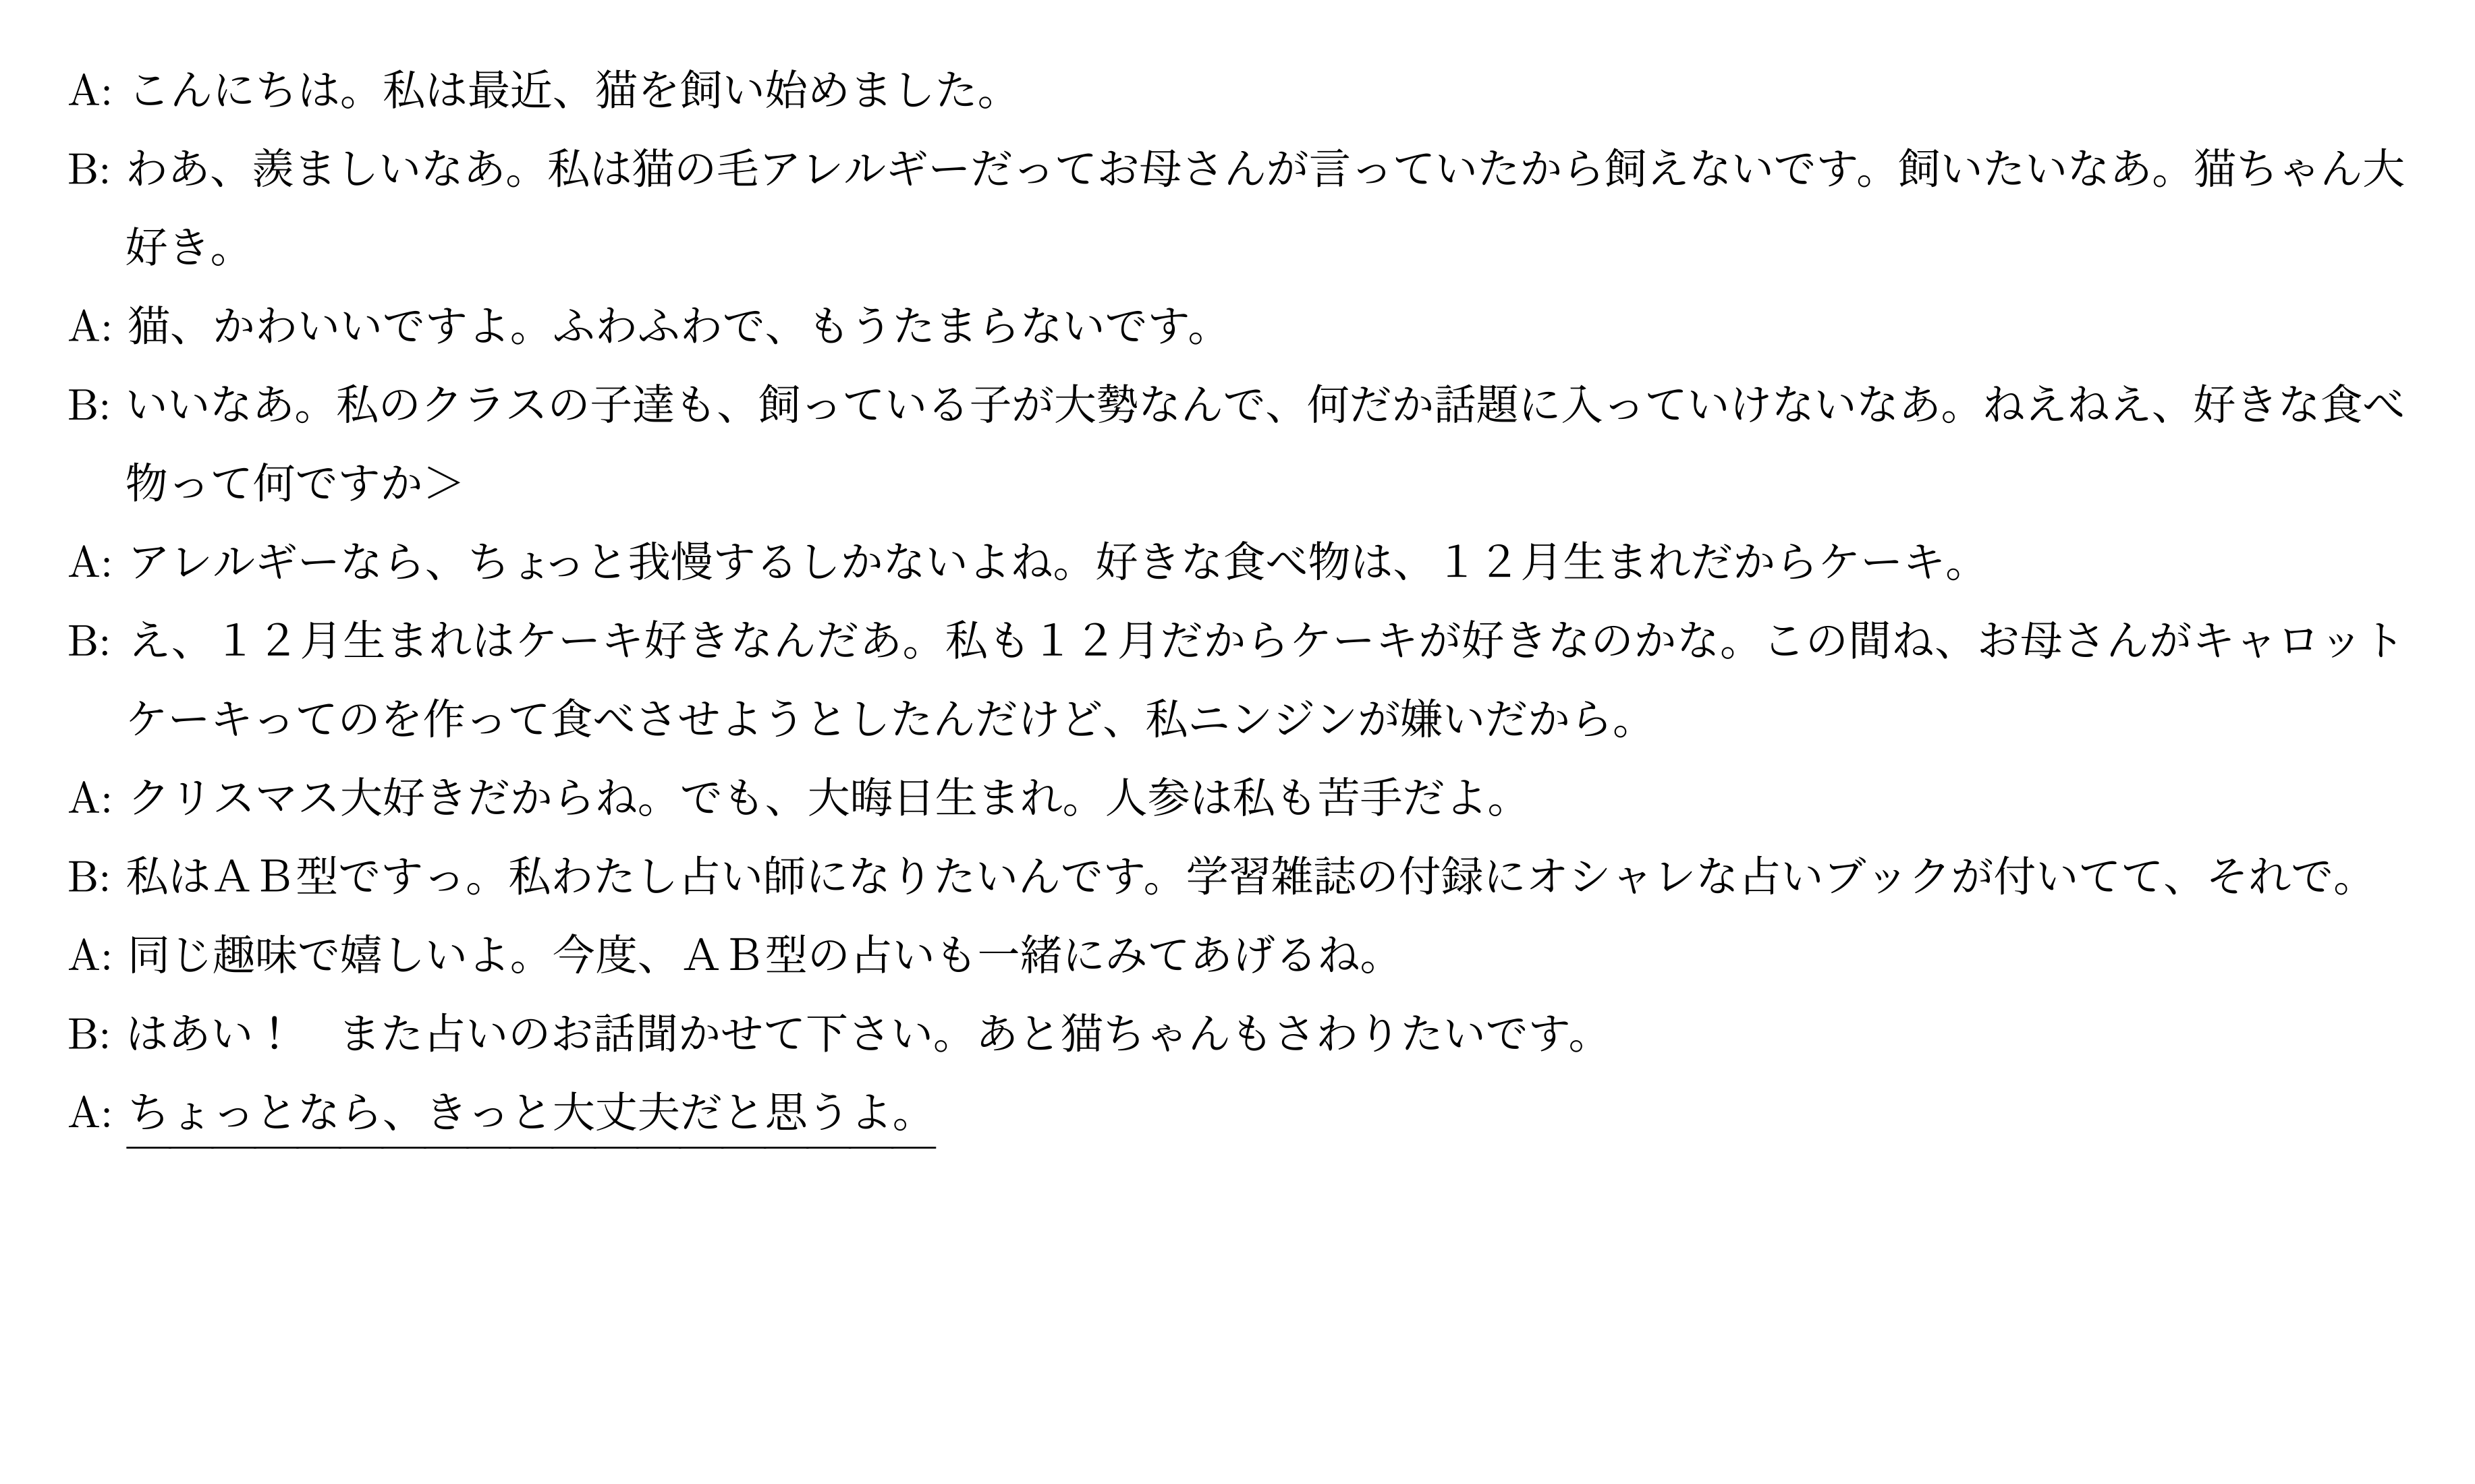 A: こんにちは。私は最近、猫を飼い始めました。
B: わあ、羨ましいなあ。私は猫の毛アレルギーだってお母さんが言っていたから飼えないです。飼いたいなあ。猫ちゃん大
好き。
A: 猫、かわいいですよ。ふわふわで、もうたまらないです。
B: いいなあ。私のクラスの子達も、飼っている子が大勢なんで、何だか話題に入っていけないなあ。ねえねえ、好きな食べ
物って何ですか＞
A: アレルギーなら、ちょっと我慢するしかないよね。好きな食べ物は、１２月生まれだからケーキ。
B: え、１２月生まれはケーキ好きなんだあ。私も１２月だからケーキが好きなのかな。この間ね、お母さんがキャロット
ケーキってのを作って食べさせようとしたんだけど、私ニンジンが嫌いだから。
A: クリスマス大好きだからね。でも、大晦日生まれ。人参は私も苦手だよ。
B: 私はＡＢ型ですっ。私わたし占い師になりたいんです。学習雑誌の付録にオシャレな占いブックが付いてて、それで。
A: 同じ趣味で嬉しいよ。今度、ＡＢ型の占いも一緒にみてあげるね。
B: はあい！　また占いのお話聞かせて下さい。あと猫ちゃんもさわりたいです。
A: ちょっとなら、きっと大丈夫だと思うよ。